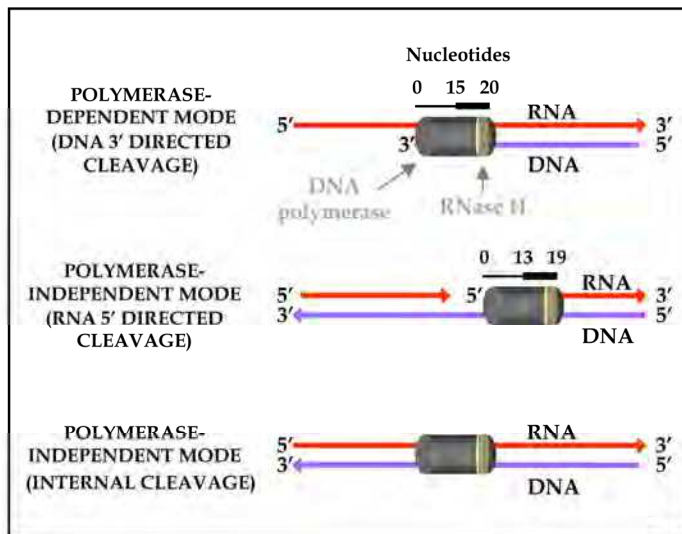 Nucleotides
0 15 20
POLYMERASE-
DEPENDENT MODE
(DNA 3′ DIRECTED
CLEAVAGE)
5′ RNA 3′
3′ DNA 5′
DNA
polymerase
RNase H
0 13 19
POLYMERASE-
INDEPENDENT MODE
(RNA 5′ DIRECTED
CLEAVAGE)
5′ 5′ RNA 3′
3′ DNA 5′
POLYMERASE-
INDEPENDENT MODE
(INTERNAL CLEAVAGE)
5′ RNA 3′
3′ DNA 5′